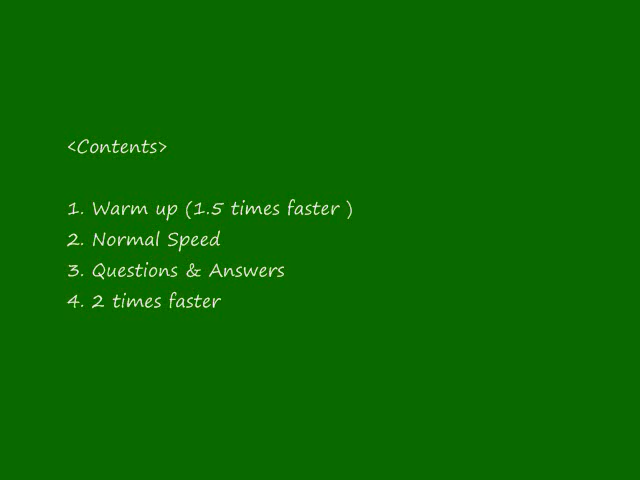 <Contents>
1. Warm up (1.5 times faster )
2. Normal Speed
3. Questions & Answers
4. 2 times faster